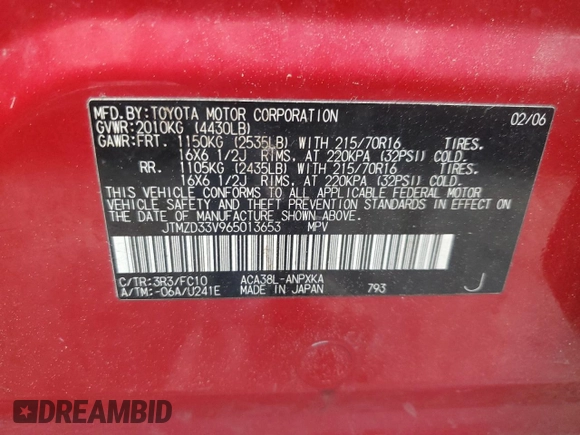 MFD.BY:TOYOTA MOTOR CORPORATION 02/06
GVWR:2010KG (4430LB)
GAWR:FRT. 1150KG (2535LB) WITH 215/70R16 TIRES.
16X6 1/2J RIMS. AT 220KPA (32PSI) COLD.
RR. 1105KG (2435LB) WITH 215/70R16 TIRES.
16X6 1/2J RIMS. AT 220KPA (32PSI) COLD.
THIS VEHICLE CONFORMS TO ALL APPLICABLE FEDERAL MOTOR
VEHICLE SAFETY AND THEFT PREVENTION STANDARDS
IN EFFECT ON THE DATE OF MANUFACTURE SHOWN ABOVE.
JTMZD33V965013653 MPV
C/TR:3R3/FC10 ACA38L-ANPXKA
A/TM:-06A/U241E MADE IN JAPAN 793 J
DREAMBID